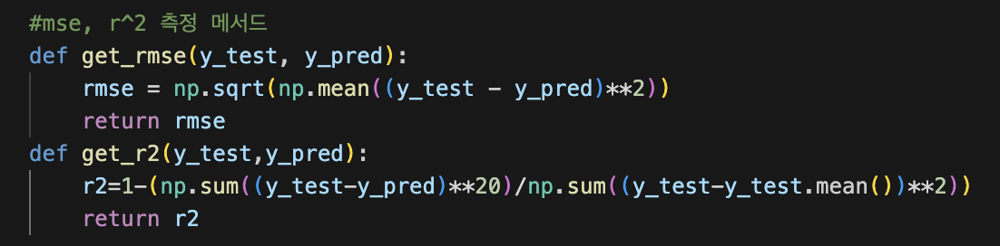 #mse, r^2 측정 메서드
def get_rmse(y_test, y_pred):
    rmse = np.sqrt(np.mean((y_test - y_pred)**2))
    return rmse
def get_r2(y_test,y_pred):
    r2=1-(np.sum((y_test-y_pred)**20)/np.sum((y_test-y_test.mean())**2))
    return r2